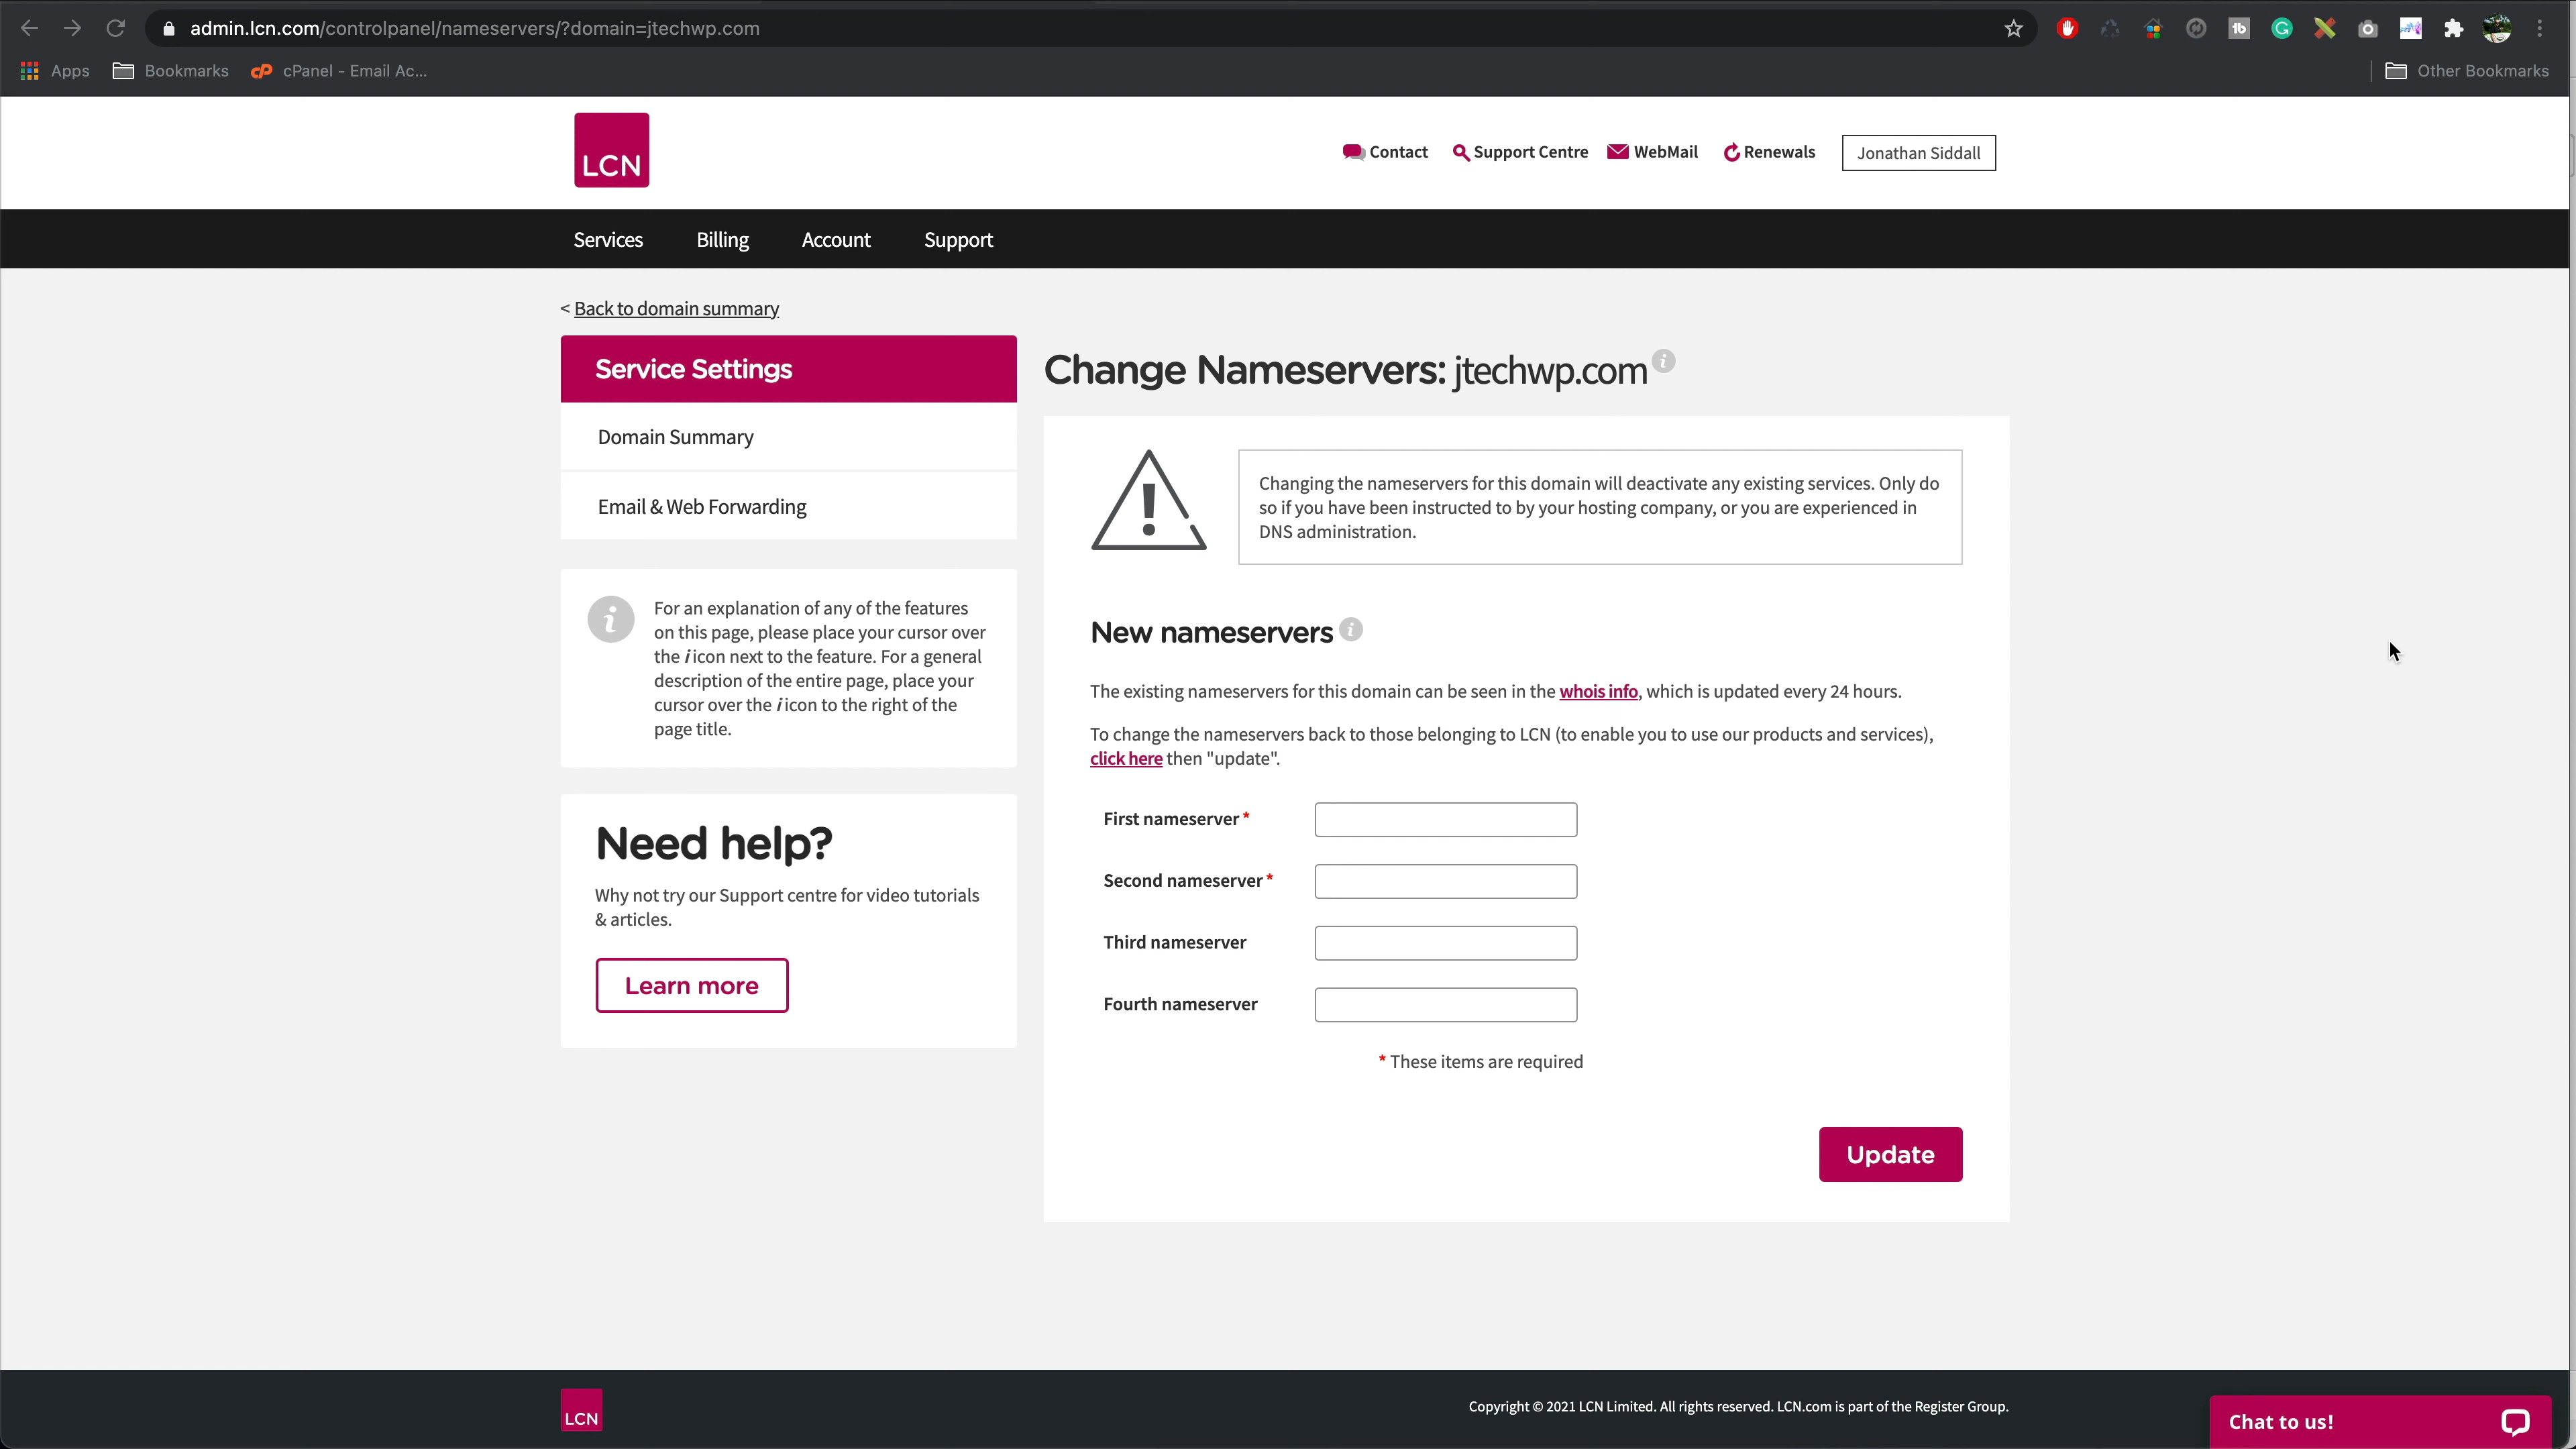 admin.lcn.com/controlpanel/nameservers/?domain=jtechwp.com
Apps
Bookmarks
cPanel - Email Ac...
Other Bookmarks
LCN
Contact
Support Centre
WebMail
Renewals
Jonathan Siddall
Services
Billing
Account
Support
< Back to domain summary
Service Settings
Domain Summary
Email & Web Forwarding
For an explanation of any of the features
on this page, please place your cursor over
the i icon next to the feature. For a general
description of the entire page, place your
cursor over the i icon to the right of the
page title.
Need help?
Why not try our Support centre for video tutorials
& articles.
Learn more
Change Nameservers: jtechwp.com
Changing the nameservers for this domain will deactivate any existing services. Only do
so if you have been instructed to by your hosting company, or you are experienced in
DNS administration.
New nameservers
The existing nameservers for this domain can be seen in the whois info, which is updated every 24 hours.
To change the nameservers back to those belonging to LCN (to enable you to use our products and services),
click here then "update".
First nameserver *
Second nameserver *
Third nameserver
Fourth nameserver
* These items are required
Update
LCN
Copyright © 2021 LCN Limited. All rights reserved. LCN.com is part of the Register Group.
Chat to us!